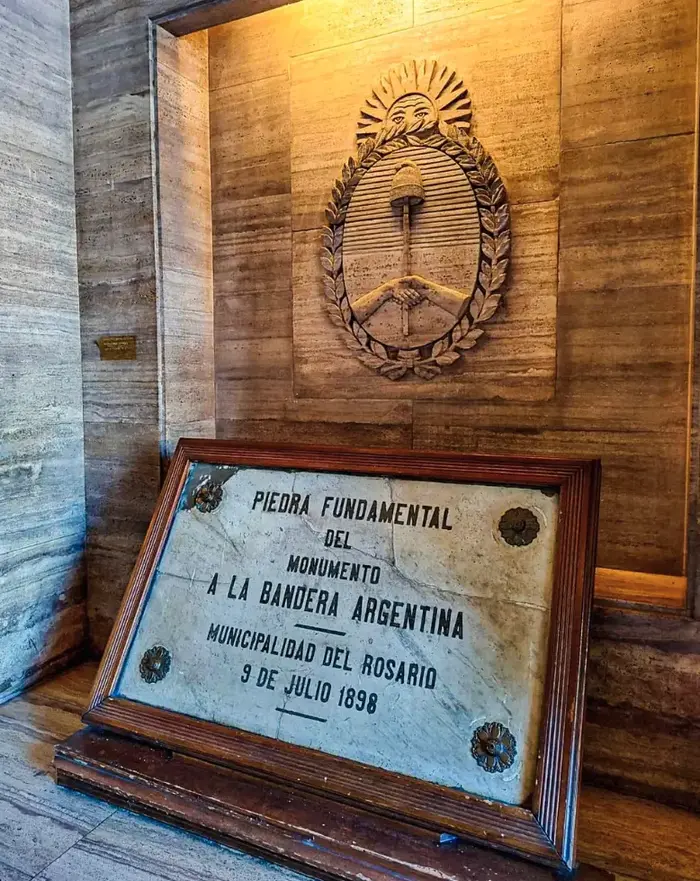 PIEDRA FUNDAMENTAL
DEL
MONUMENTO
A LA BANDERA ARGENTINA
MUNICIPALIDAD DEL ROSARIO
9 DE JULIO 1898